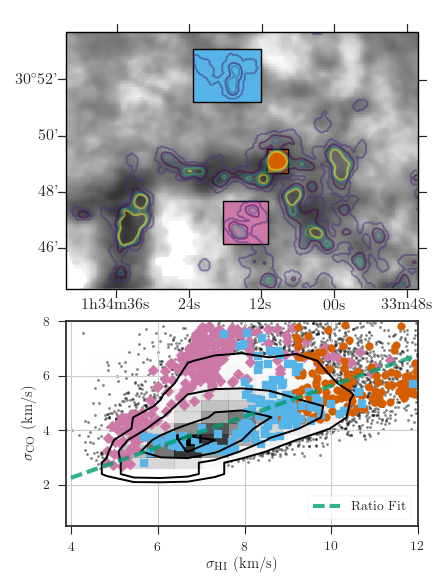 30°52'
50'
48'
46'
1h34m36s 24s 12s 00s 33m48s
8
6
4
2
σCO (km/s)
Ratio Fit
4 6 8 10 12
σHI (km/s)